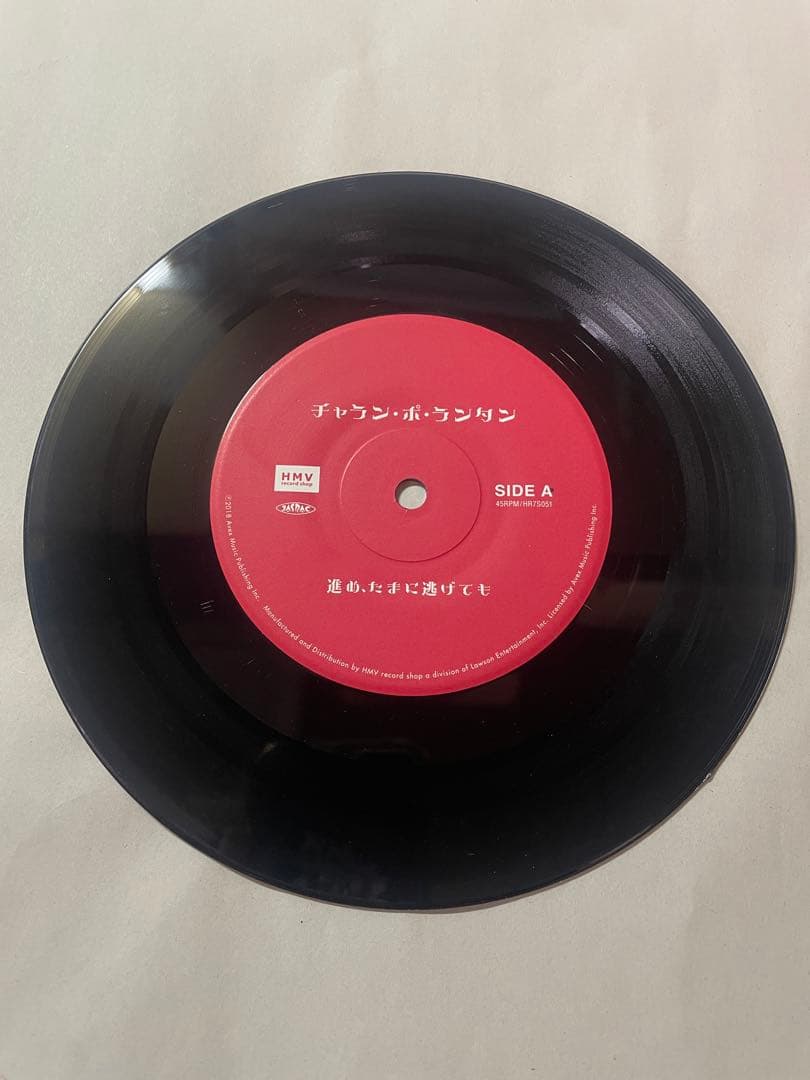 チャラン・ポ・ランタン
HMV
record shop
SIDE A
45RPM/HR7S051
進め、たまに逃げても
℗2018 Avex Music Publishing Inc. Manufactured and Distribution by HMV record shop a division of Lawson Entertainment, Inc. Licensed by Avex Music Publishing Inc.